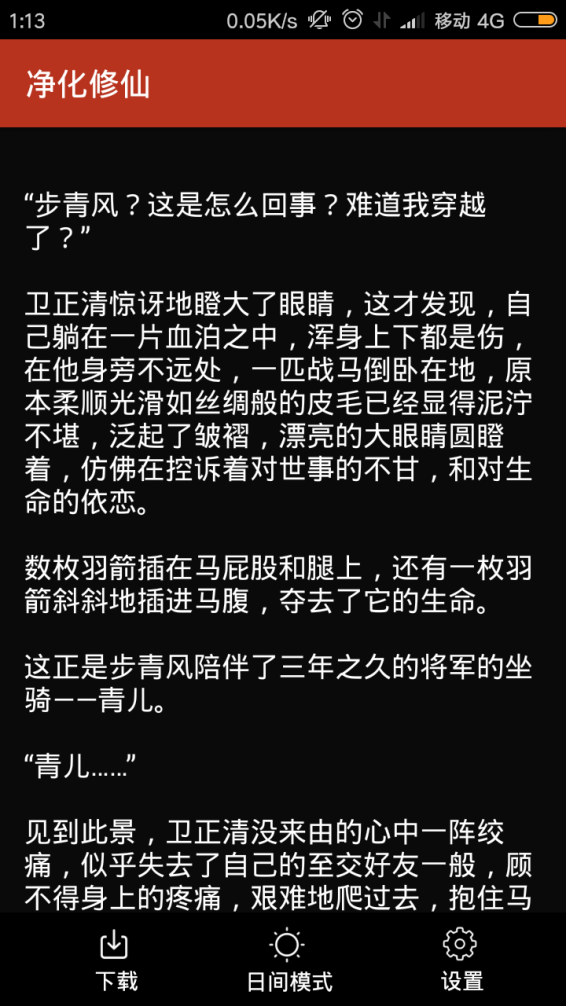 1:13 0.05K/s 移动 4G
净化修仙
“步青风？这是怎么回事？难道我穿越
了？”
卫正清惊讶地瞪大了眼睛，这才发现，自
己躺在一片血泊之中，浑身上下都是伤，
在他身旁不远处，一匹战马倒卧在地，原
本柔顺光滑如丝绸般的皮毛已经显得泥泞
不堪，泛起了皱褶，漂亮的大眼睛圆瞪
着，仿佛在控诉着对世事的不甘，和对生
命的依恋。
数枚羽箭插在马屁股和腿上，还有一枚羽
箭斜斜地插进马腹，夺去了它的生命。
这正是步青风陪伴了三年之久的将军的坐
骑——青儿。
“青儿……”
见到此景，卫正清没来由的心中一阵绞
痛，似乎失去了自己的至交好友一般，顾
不得身上的疼痛，艰难地爬过去，抱住马
下载 日间模式 设置